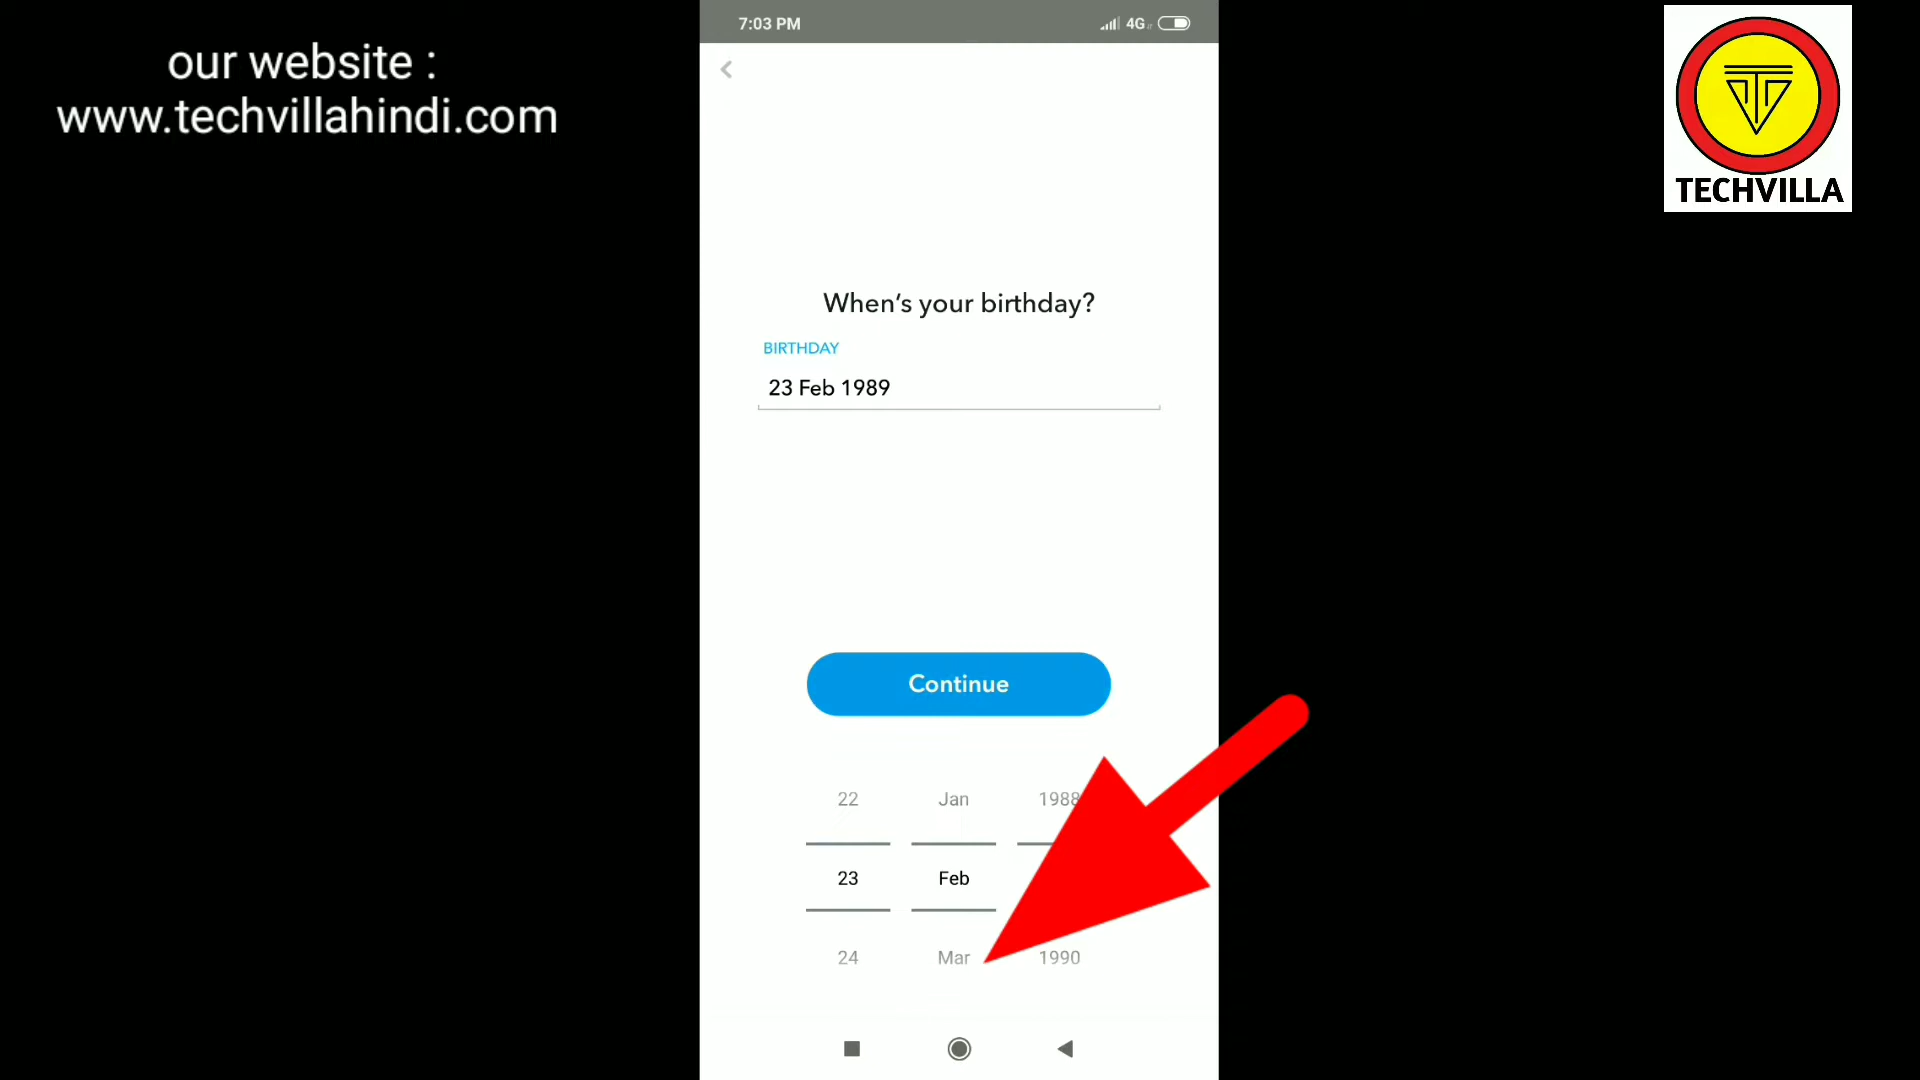 our website :
www.techvillahindi.com
7:03 PM
4G
TECHVILLA
When's your birthday?
BIRTHDAY
23 Feb 1989
Continue
22 Jan 1988
23 Feb
24 Mar 1990